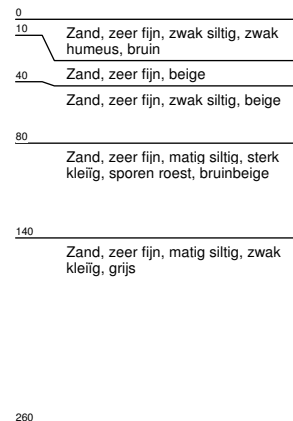 0
10
Zand, zeer fijn, zwak siltig, zwak
humeus, bruin
40
Zand, zeer fijn, beige
Zand, zeer fijn, zwak siltig, beige
80
Zand, zeer fijn, matig siltig, sterk
kleiïg, sporen roest, bruinbeige
140
Zand, zeer fijn, matig siltig, zwak
kleiïg, grijs
260